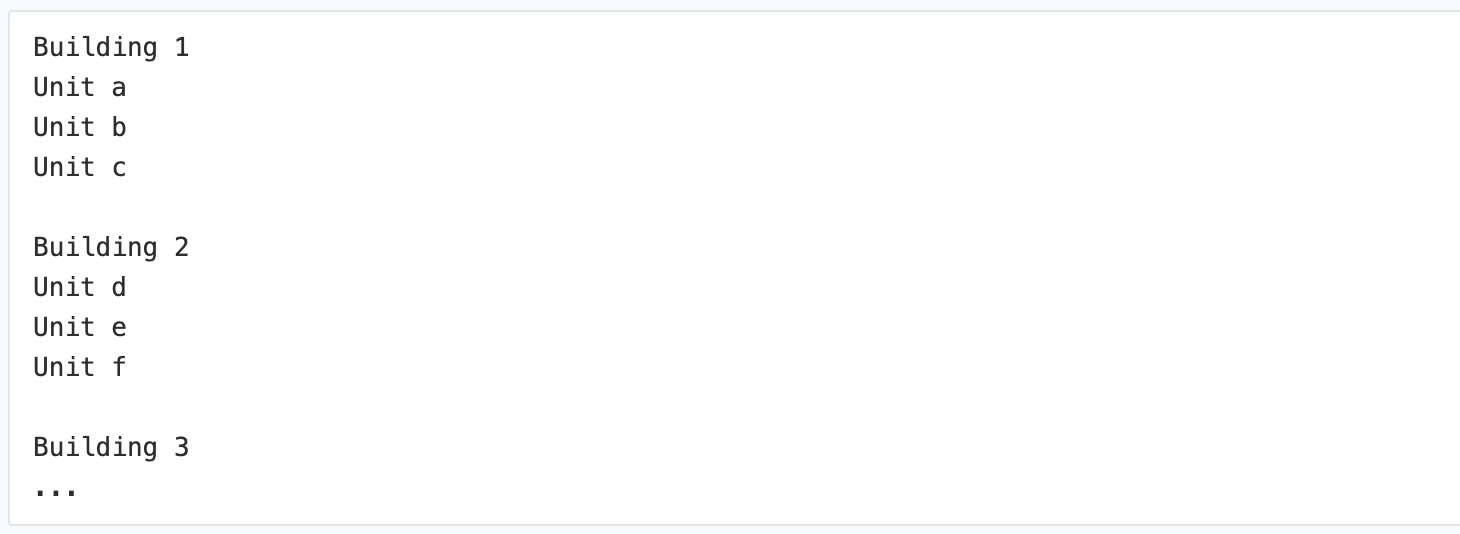 Building 1
Unit a
Unit b
Unit c
Building 2
Unit d
Unit e
Unit f
Building 3
...